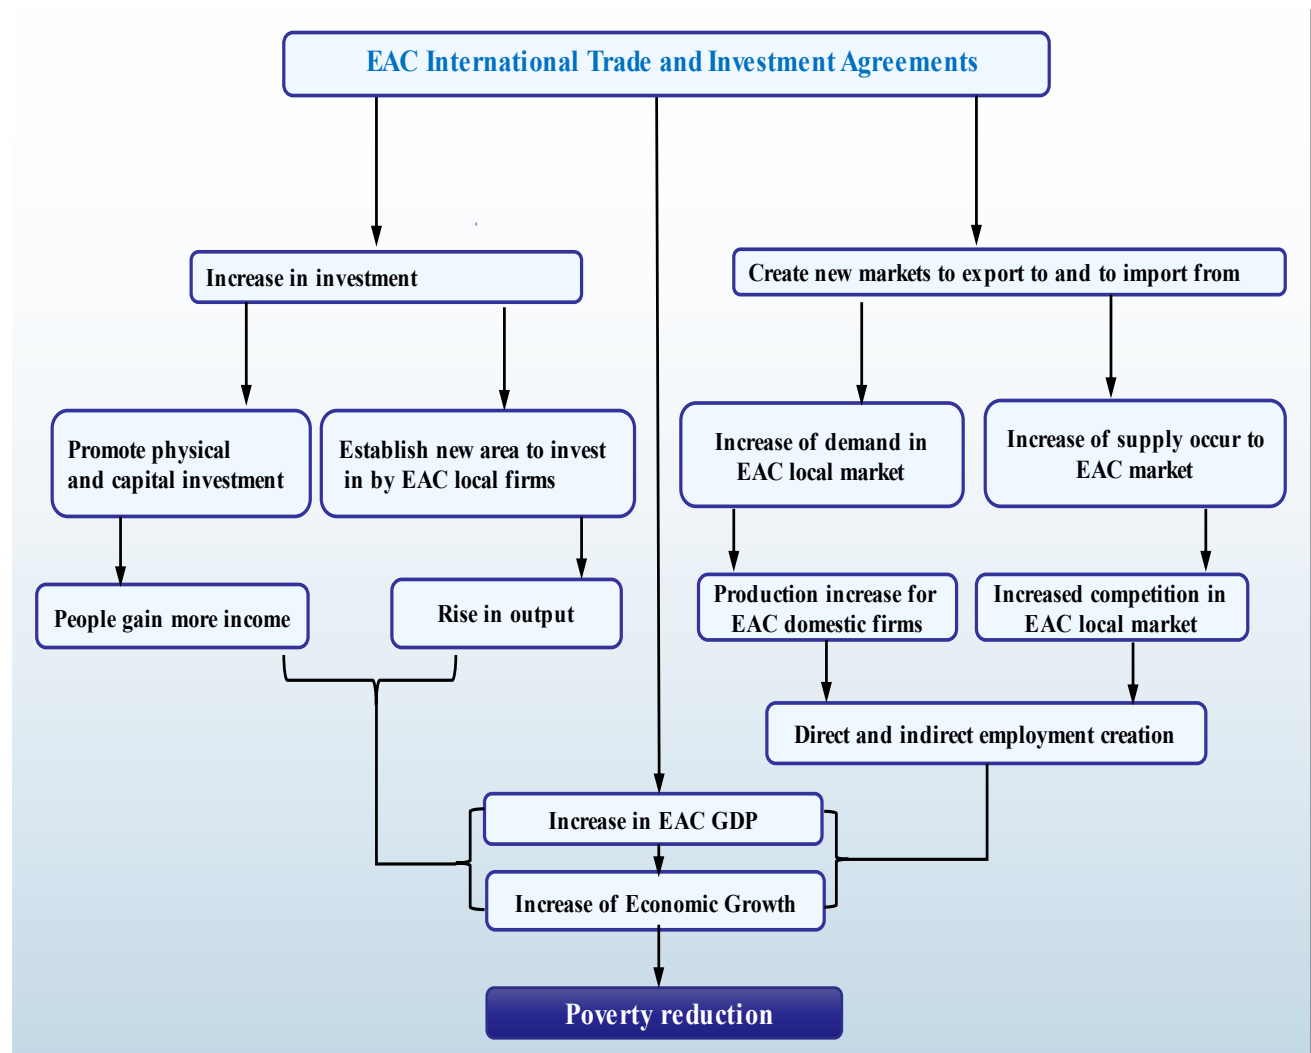 EAC International Trade and Investment Agreements
Increase in investment
Create new markets to export to and to import from
Promote physical
and capital investment
Establish new area to invest
in by EAC local firms
Increase of demand in
EAC local market
Increase of supply occur to
EAC market
People gain more income
Rise in output
Production increase for
EAC domestic firms
Increased competition in
EAC local market
Direct and indirect employment creation
Increase in EAC GDP
Increase of Economic Growth
Poverty reduction